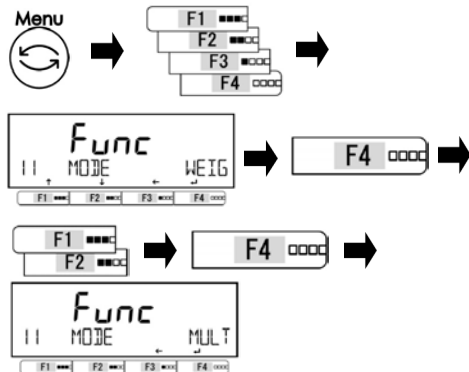 Menu
F1
F2
F3
F4
Func
11 MODE WEIG
F1 F2 F3 F4
F4
F1
F2
F4
Func
11 MODE MULT
F1 F2 F3 F4